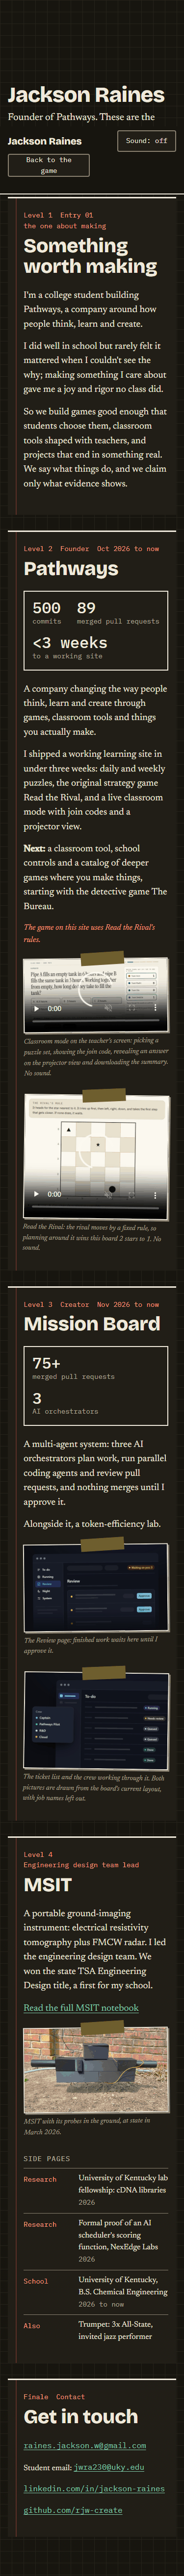 Jackson Raines
Founder of Pathways. These are the
Jackson Raines
Sound: off
Back to the
game
Level 1 Entry 01
the one about making
Something
worth making
I'm a college student building
Pathways, a company around how
people think, learn and create.
I did well in school but rarely felt it
mattered when I couldn't see the
why; making something I care about
gave me a joy and rigor no class did.
So we build games good enough that
students choose them, classroom
tools shaped with teachers, and
projects that end in something real.
We say what things do, and we claim
only what evidence shows.
Level 2 Founder Oct 2026 to now
Pathways
500 89
commits merged pull requests
<3 weeks
to a working site
A company changing the way people
think, learn and create through
games, classroom tools and things
you actually make.
I shipped a working learning site in
under three weeks: daily and weekly
puzzles, the original strategy game
Read the Rival, and a live classroom
mode with join codes and a
projector view.
Next: a classroom tool, school
controls and a catalog of deeper
games where you make things,
starting with the detective game The
Bureau.
The game on this site uses Read the Rival's
rules.
0:00
Classroom mode on the teacher's screen: picking a
puzzle set, showing the join code, revealing an answer
on the projector view and downloading the summary.
No sound.
0:00
Read the Rival: the rival moves by a fixed rule, so
planning around it wins this board 2 stars to 1. No
sound.
Level 3 Creator Nov 2026 to now
Mission Board
75+
merged pull requests
3
AI orchestrators
A multi-agent system: three AI
orchestrators plan work, run parallel
coding agents and review pull
requests, and nothing merges until I
approve it.
Alongside it, a token-efficiency lab.
Review
The Review page: finished work waits here until I
approve it.
To do
The ticket list and the crew working through it. Both
pictures are drawn from the board's current layout,
with job names left out.
Level 4
Engineering design team lead
MSIT
A portable ground-imaging
instrument: electrical resistivity
tomography plus FMCW radar. I led
the engineering design team. We
won the state TSA Engineering
Design title, a first for my school.
Read the full MSIT notebook
MSIT with its probes in the ground, at state in
March 2026.
SIDE PAGES
Research University of Kentucky lab
fellowship: cDNA libraries
2026
Research Formal proof of an AI
scheduler's scoring
function, NexEdge Labs
2026
School University of Kentucky,
B.S. Chemical Engineering
2026 to now
Also Trumpet: 3x All-State,
invited jazz performer
Finale Contact
Get in touch
raines.jackson.w@gmail.com
Student email: jwra230@uky.edu
linkedin.com/in/jackson-raines
github.com/rjw-create